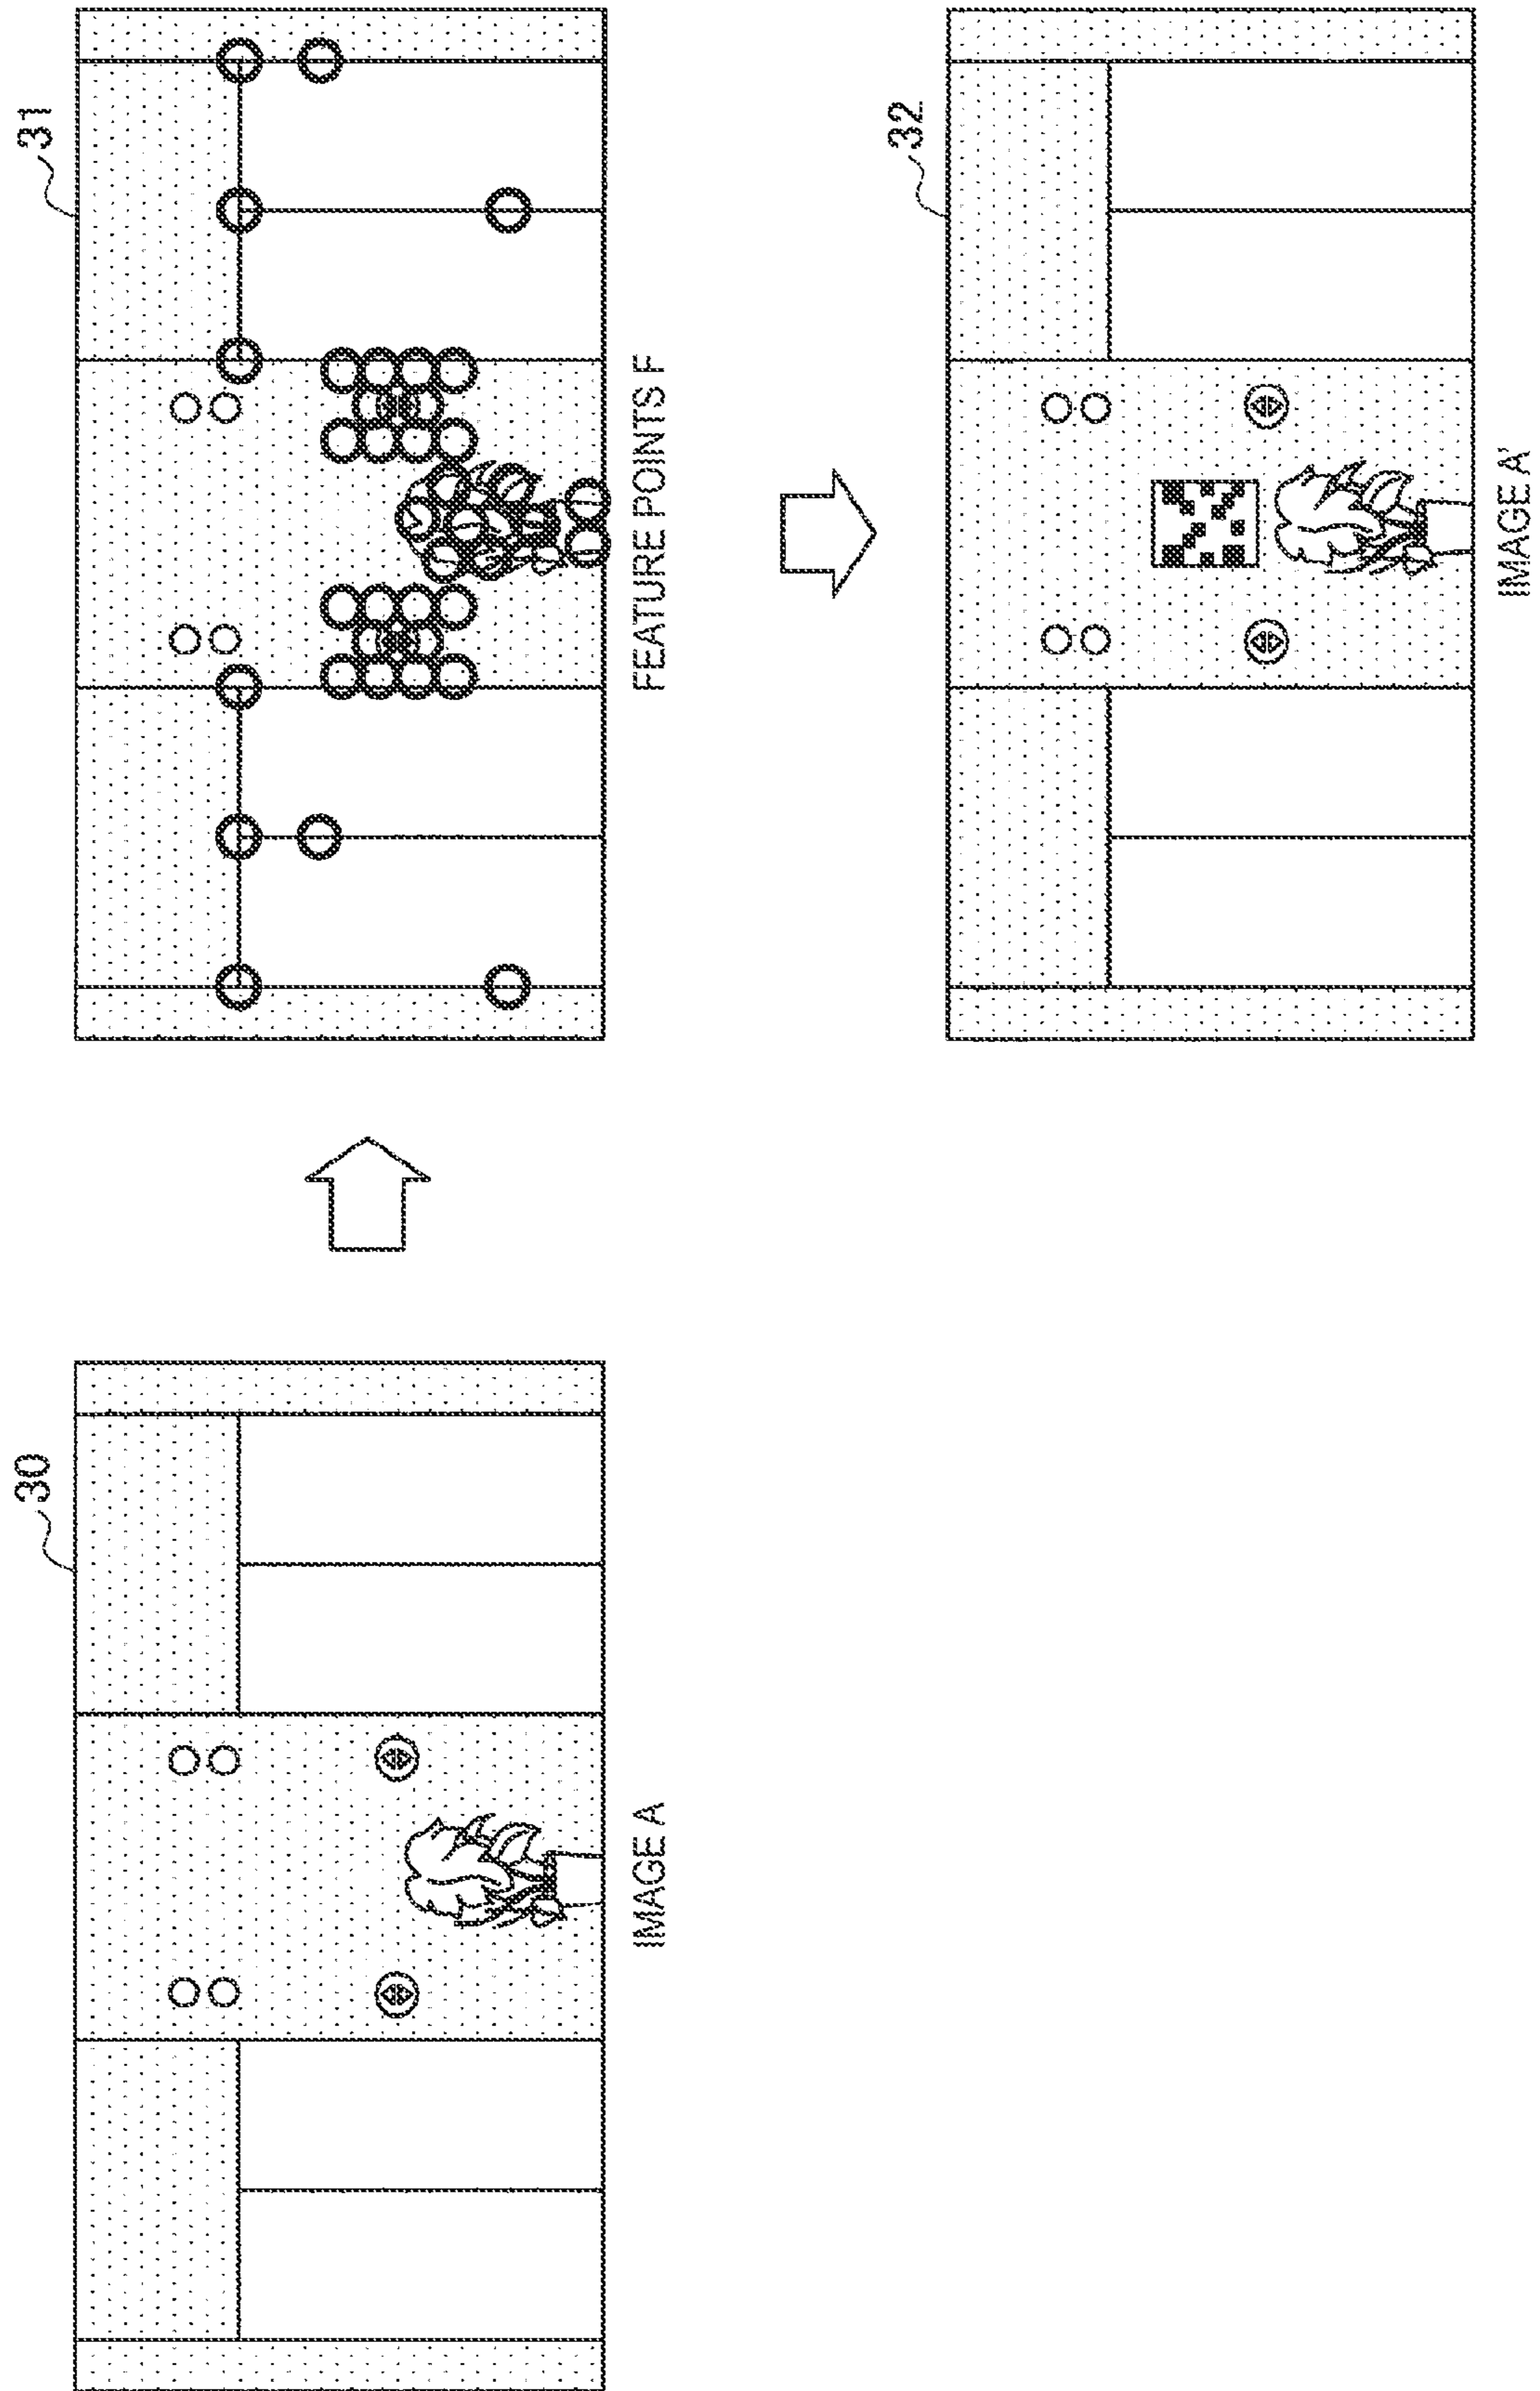 30
IMAGE A
31
FEATURE POINTS F
32
IMAGE A'